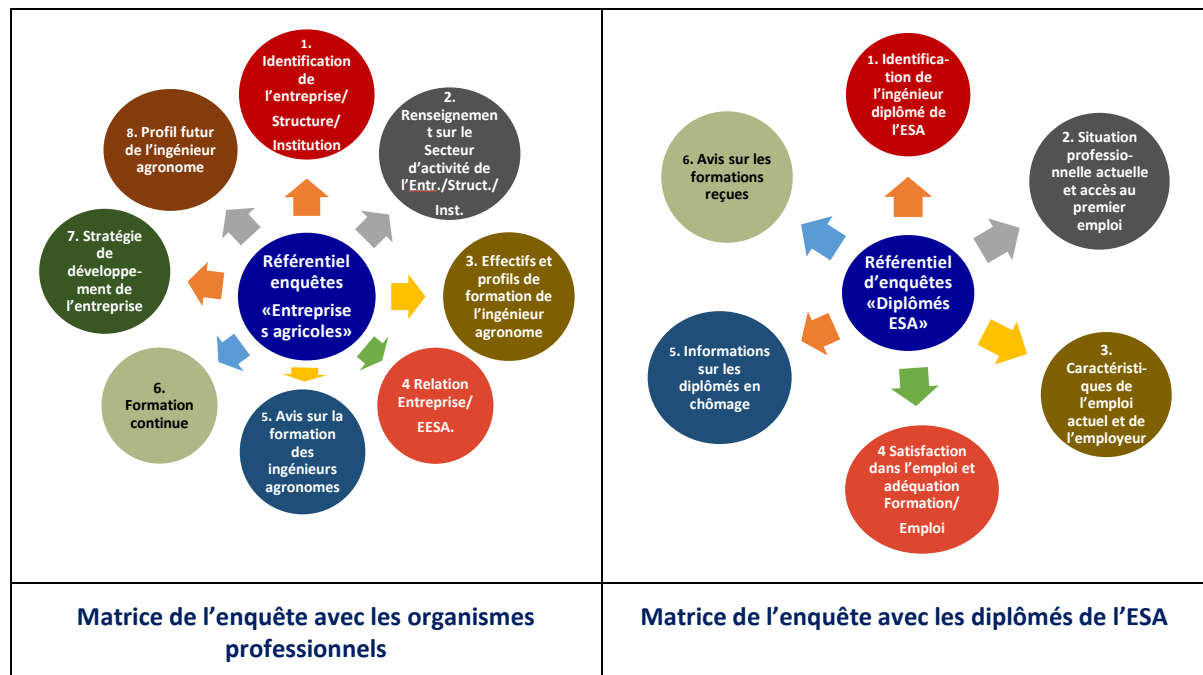 1.
Identification
de
l'entreprise/
Structure/
Institution
2.
Renseignemen
t sur le
Secteur
d'activité de
l'Entr./Struct./
Inst.
3. Effectifs et
profils de
formation de
l'ingénieur
agronome
4 Relation
Entreprise/
EESA.
5. Avis sur la
formation
des
ingénieurs
agronomes
6.
Formation
continue
7. Stratégie
de
développe-
ment de
l'entreprise
8. Profil futur
de l'ingénieur
agronome
Référentiel
enquêtes
«Entreprise
s agricoles»
Matrice de l'enquête avec les organismes
professionnels
1. Identifica-
tion de
l'ingénieur
diplômé de
l'ESA
2. Situation
professio-
nnelle actuelle
et accès au
premier
emploi
3.
Caractéristi-
ques de
l'emploi
actuel et de
l'employeur
4 Satisfaction
dans l'emploi et
adéquation
Formation/
Emploi
5. Informations
sur les
diplômés en
chômage
6. Avis sur les
formations
reçues
Référentiel
d'enquêtes
«Diplômés
ESA»
Matrice de l'enquête avec les diplômés de l'ESA